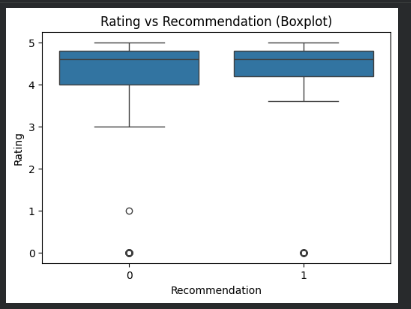 Rating vs Recommendation (Boxplot)
5
4
3
2
1
0
Rating
0 1
Recommendation